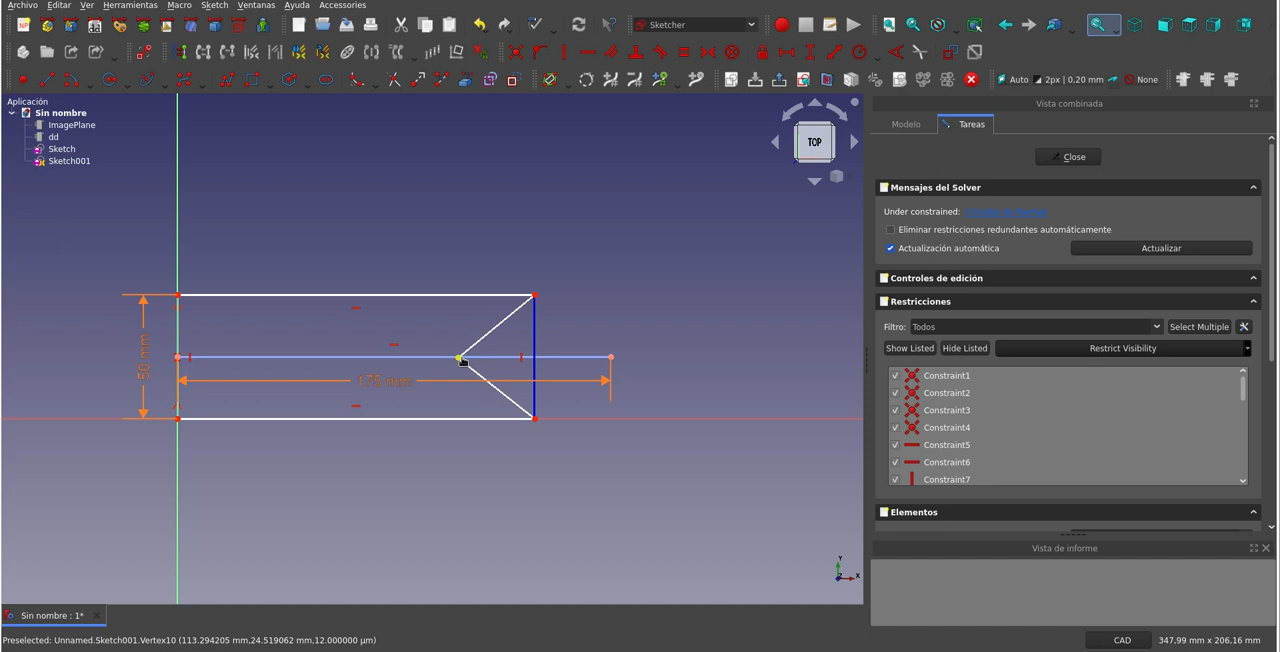 Archivo Editar Ver Herramientas Macro Sketch Ventanas Ayuda Accessories
Sketcher
Auto 2px | 0,20 mm None
Aplicación
Sin nombre
ImagePlane
dd
Sketch
Sketch001
TOP
50 mm
175 mm
Y
X
Z
Vista combinada
Modelo Tareas
Close
Mensajes del Solver
Under constrained:
Eliminar restricciones redundantes automáticamente
Actualización automática Actualizar
Controles de edición
Restricciones
Filtro: Todos Select Multiple
Show Listed Hide Listed Restrict Visibility
Constraint1
Constraint2
Constraint3
Constraint4
Constraint5
Constraint6
Constraint7
Elementos
Vista de informe
Sin nombre : 1*
Preselected: Unnamed.Sketch001.Vertex10 (113.294205 mm,24.519062 mm,12.000000 μm)
CAD 347,99 mm x 206,16 mm